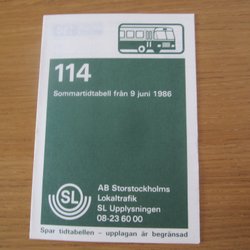 114
Sommartidtabell från 9 juni 1986
SL
AB Storstockholms
Lokaltrafik
SL Upplysningen
08-23 60 00
Spar tidtabellen - upplagan är begränsad